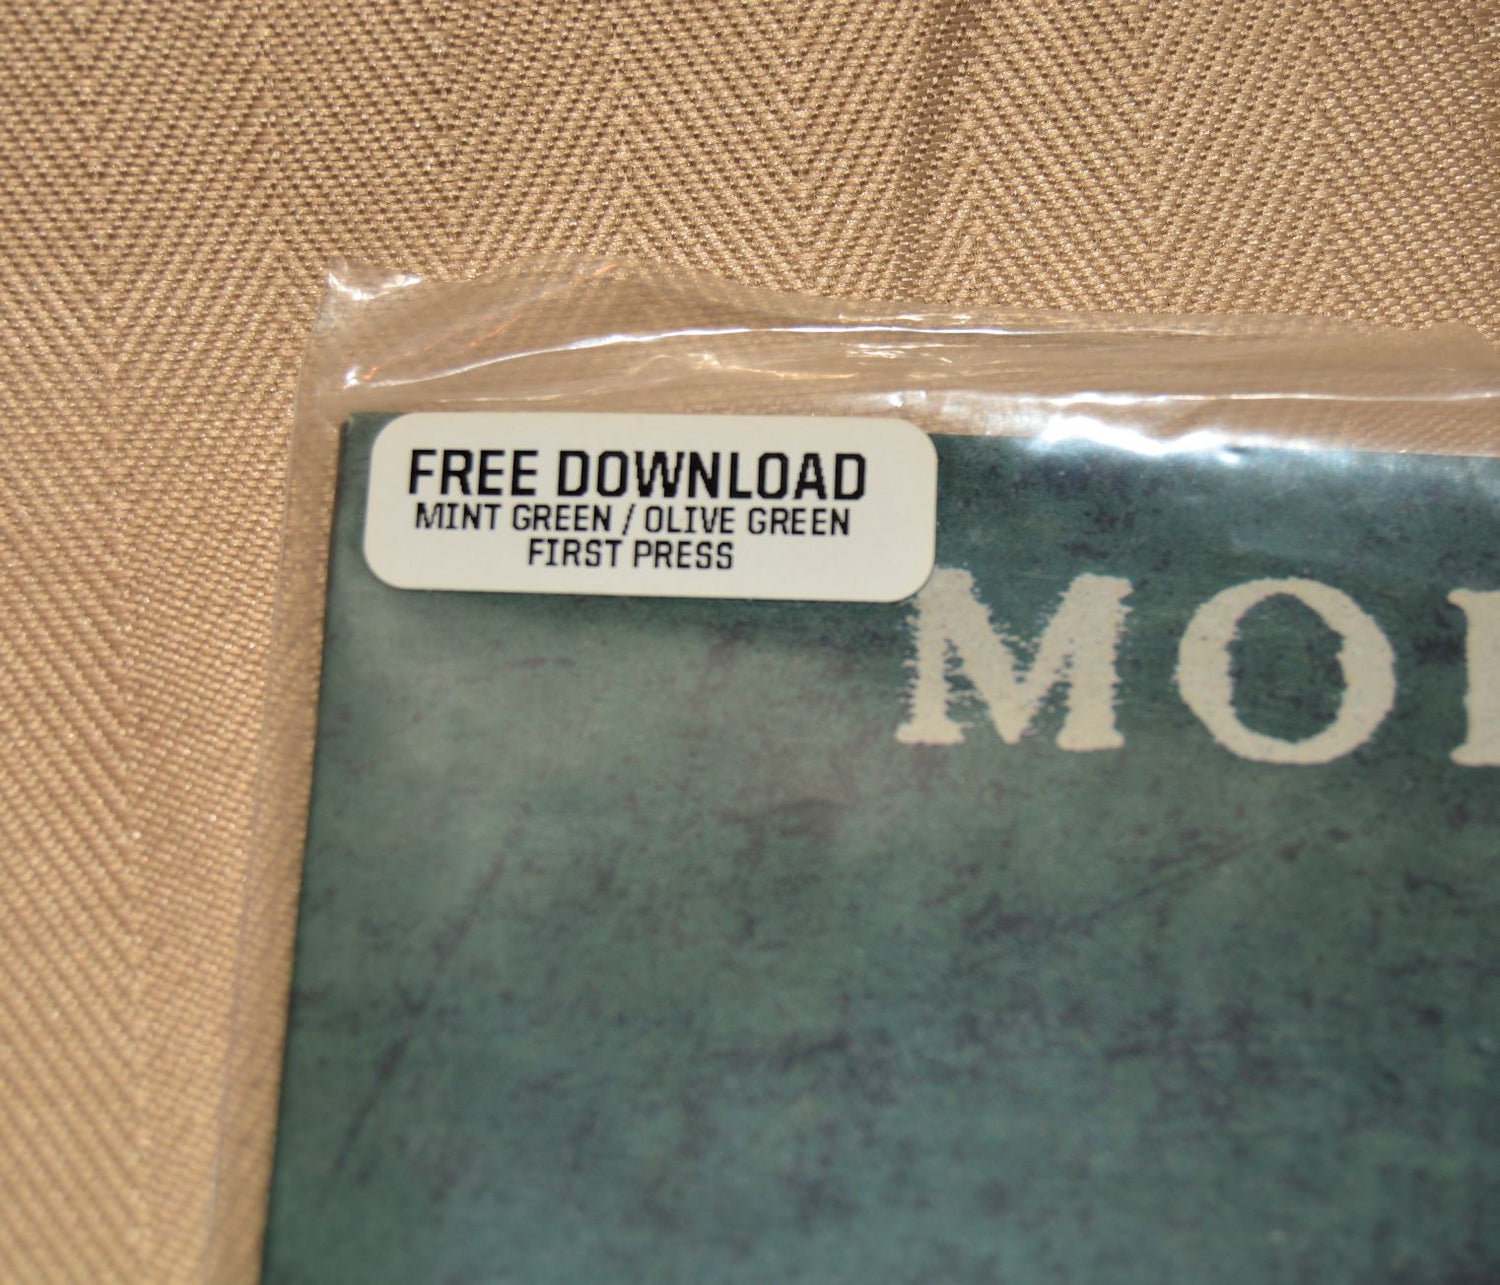 FREE DOWNLOAD
MINT GREEN / OLIVE GREEN
FIRST PRESS
MO